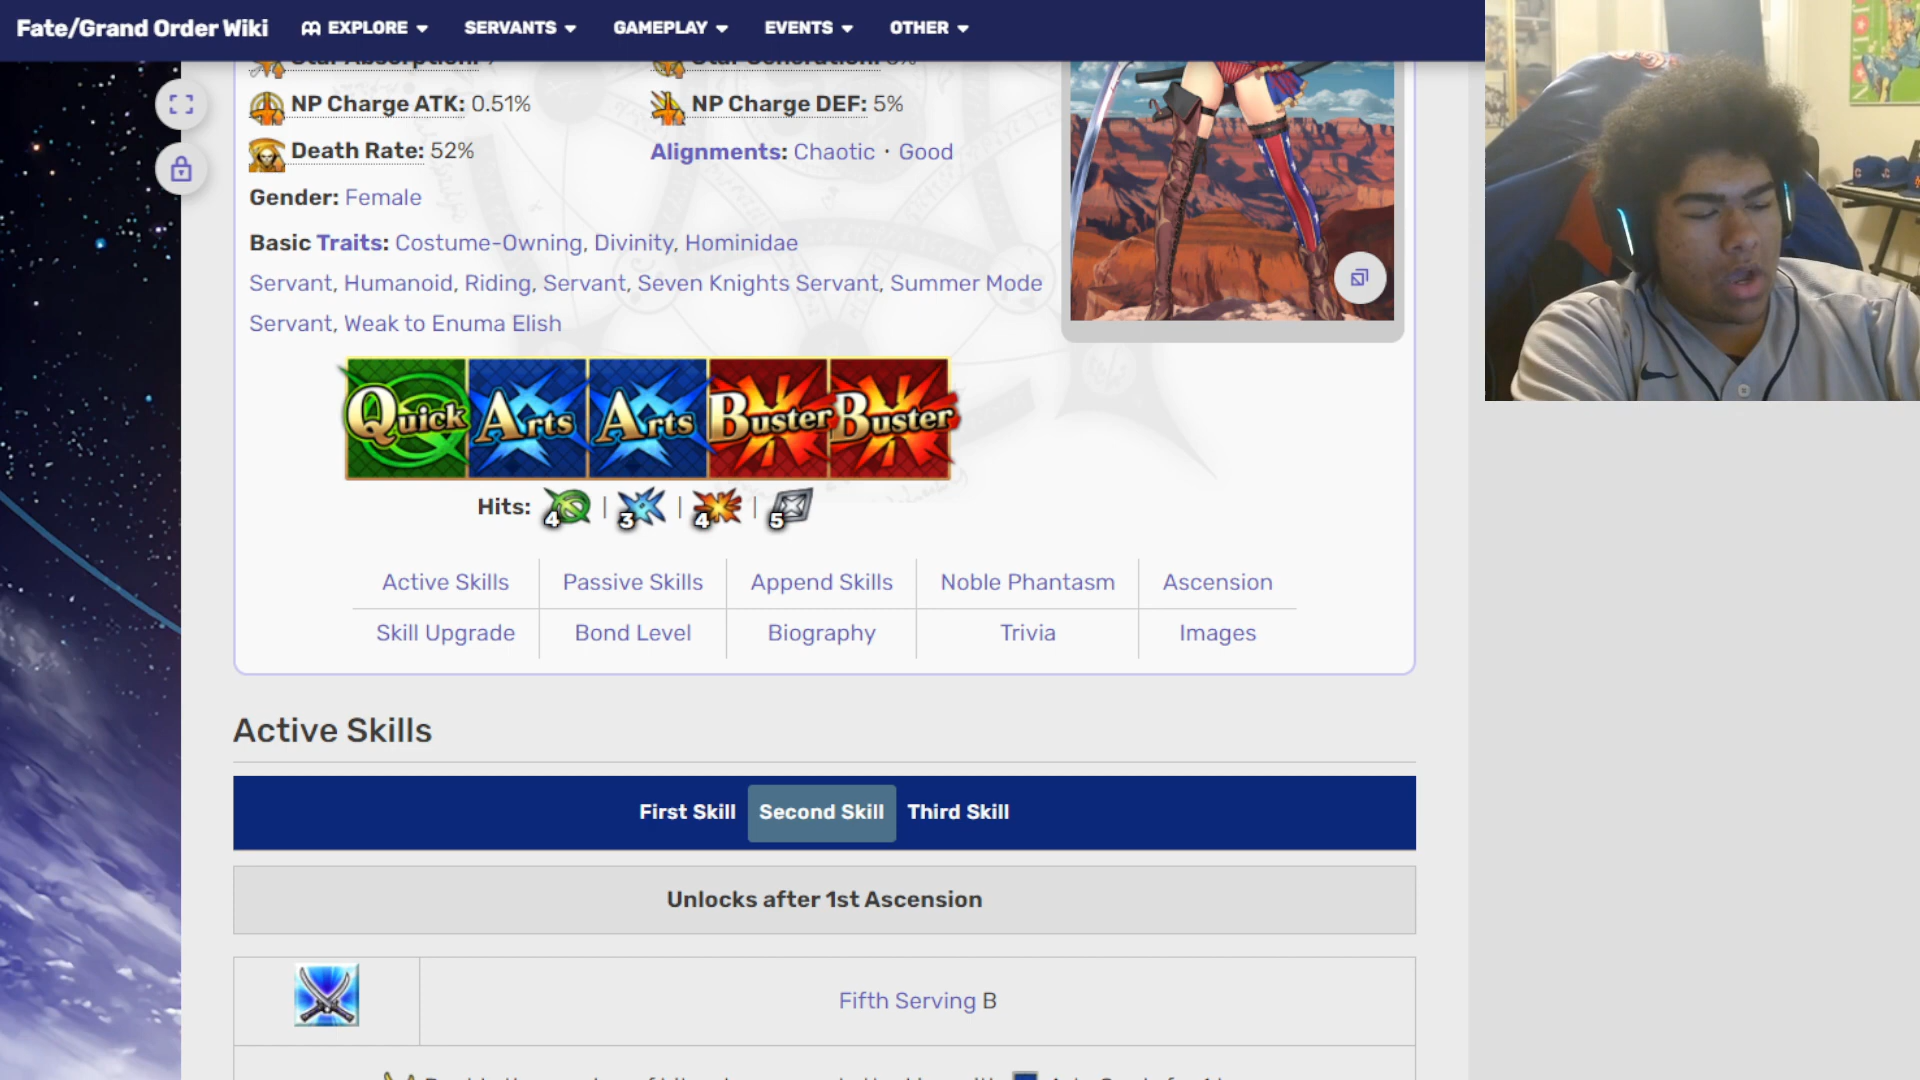 Fate/Grand Order Wiki EXPLORE SERVANTS GAMEPLAY EVENTS OTHER
NP Charge ATK: 0.51% NP Charge DEF: 5%
Death Rate: 52% Alignments: Chaotic · Good
Gender: Female
Basic Traits: Costume-Owning, Divinity, Hominidae
Servant, Humanoid, Riding, Servant, Seven Knights Servant, Summer Mode
Servant, Weak to Enuma Elish
Quick Arts Arts Buster Buster
Hits: 4 | 3 | 4 | 5
Active Skills Passive Skills Append Skills Noble Phantasm Ascension
Skill Upgrade Bond Level Biography Trivia Images
Active Skills
First Skill Second Skill Third Skill
Unlocks after 1st Ascension
Fifth Serving B